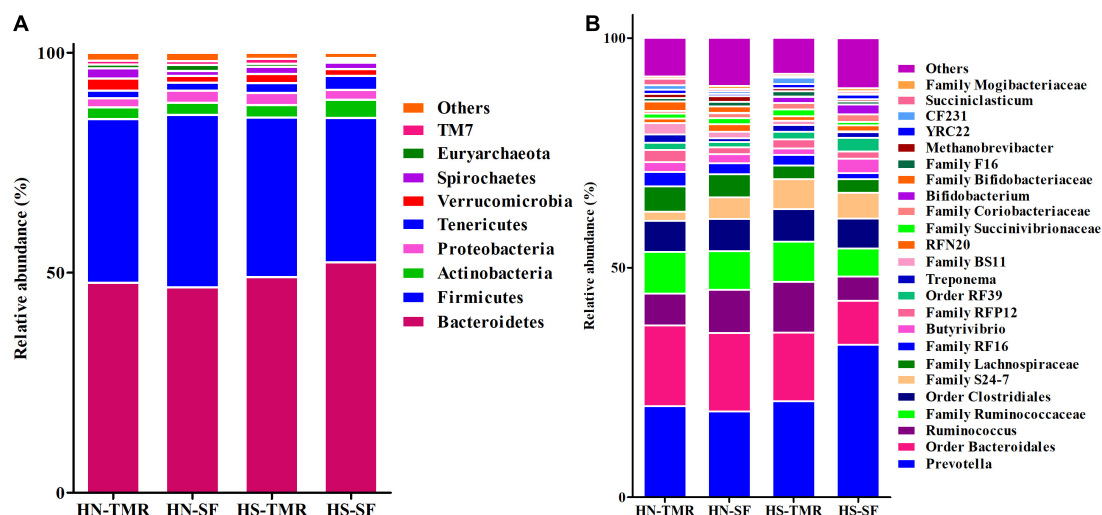 A
Relative abundance (%)
100
50
0
HN-TMR HN-SF HS-TMR HS-SF
Others
TM7
Euryarchaeota
Spirochaetes
Verrucomicrobia
Tenericutes
Proteobacteria
Actinobacteria
Firmicutes
Bacteroidetes
B
Relative abundance (%)
100
50
0
HN-TMR HN-SF HS-TMR HS-SF
Others
Family Mogibacteriaceae
Succiniclasticum
CF231
YRC22
Methanobrevibacter
Family F16
Family Bifidobacteriaceae
Bifidobacterium
Family Coriobacteriaceae
Family Succinivibrionaceae
RFN20
Family BS11
Treponema
Order RF39
Family RFP12
Butyrivibrio
Family RF16
Family Lachnospiraceae
Family S24-7
Order Clostridiales
Family Ruminococcaceae
Ruminococcus
Order Bacteroidales
Prevotella